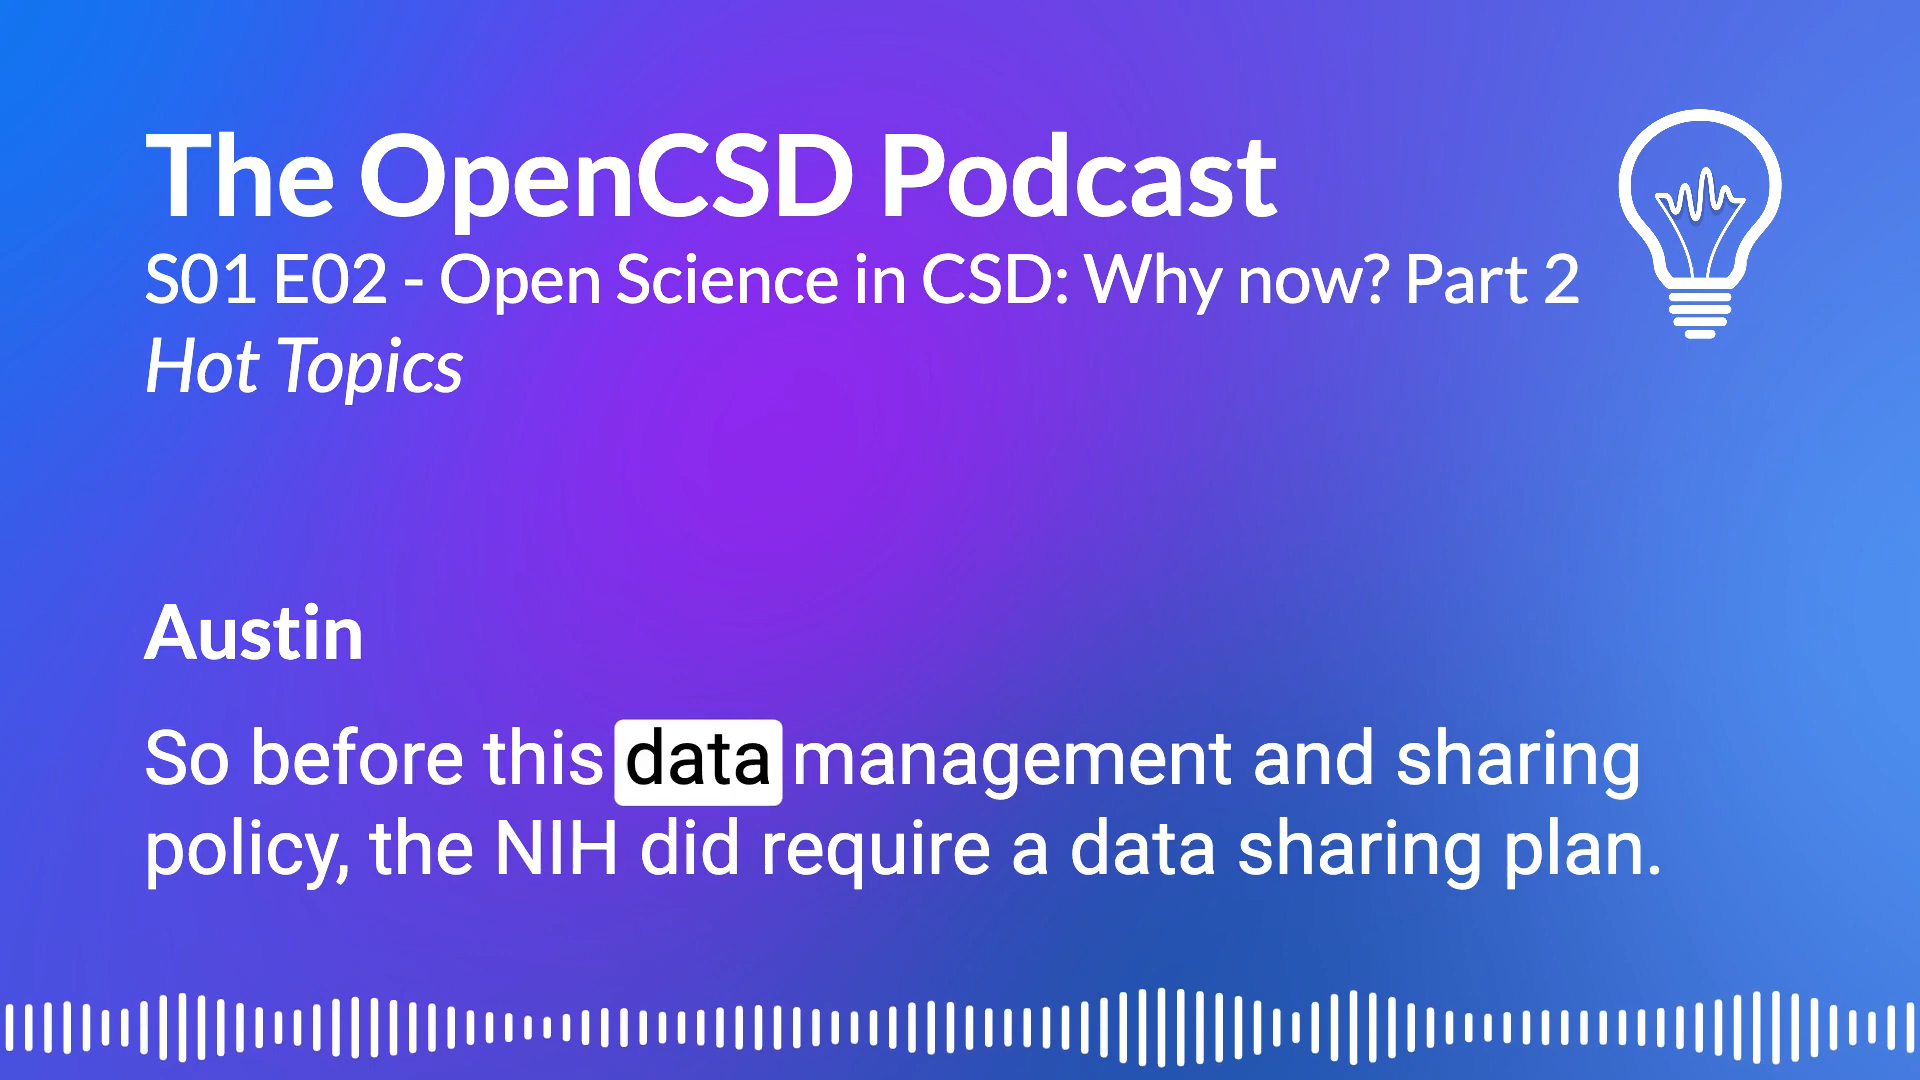 The OpenCSD Podcast
S01 E02 - Open Science in CSD: Why now? Part 2
Hot Topics
Austin
So before this data management and sharing
policy, the NIH did require a data sharing plan.